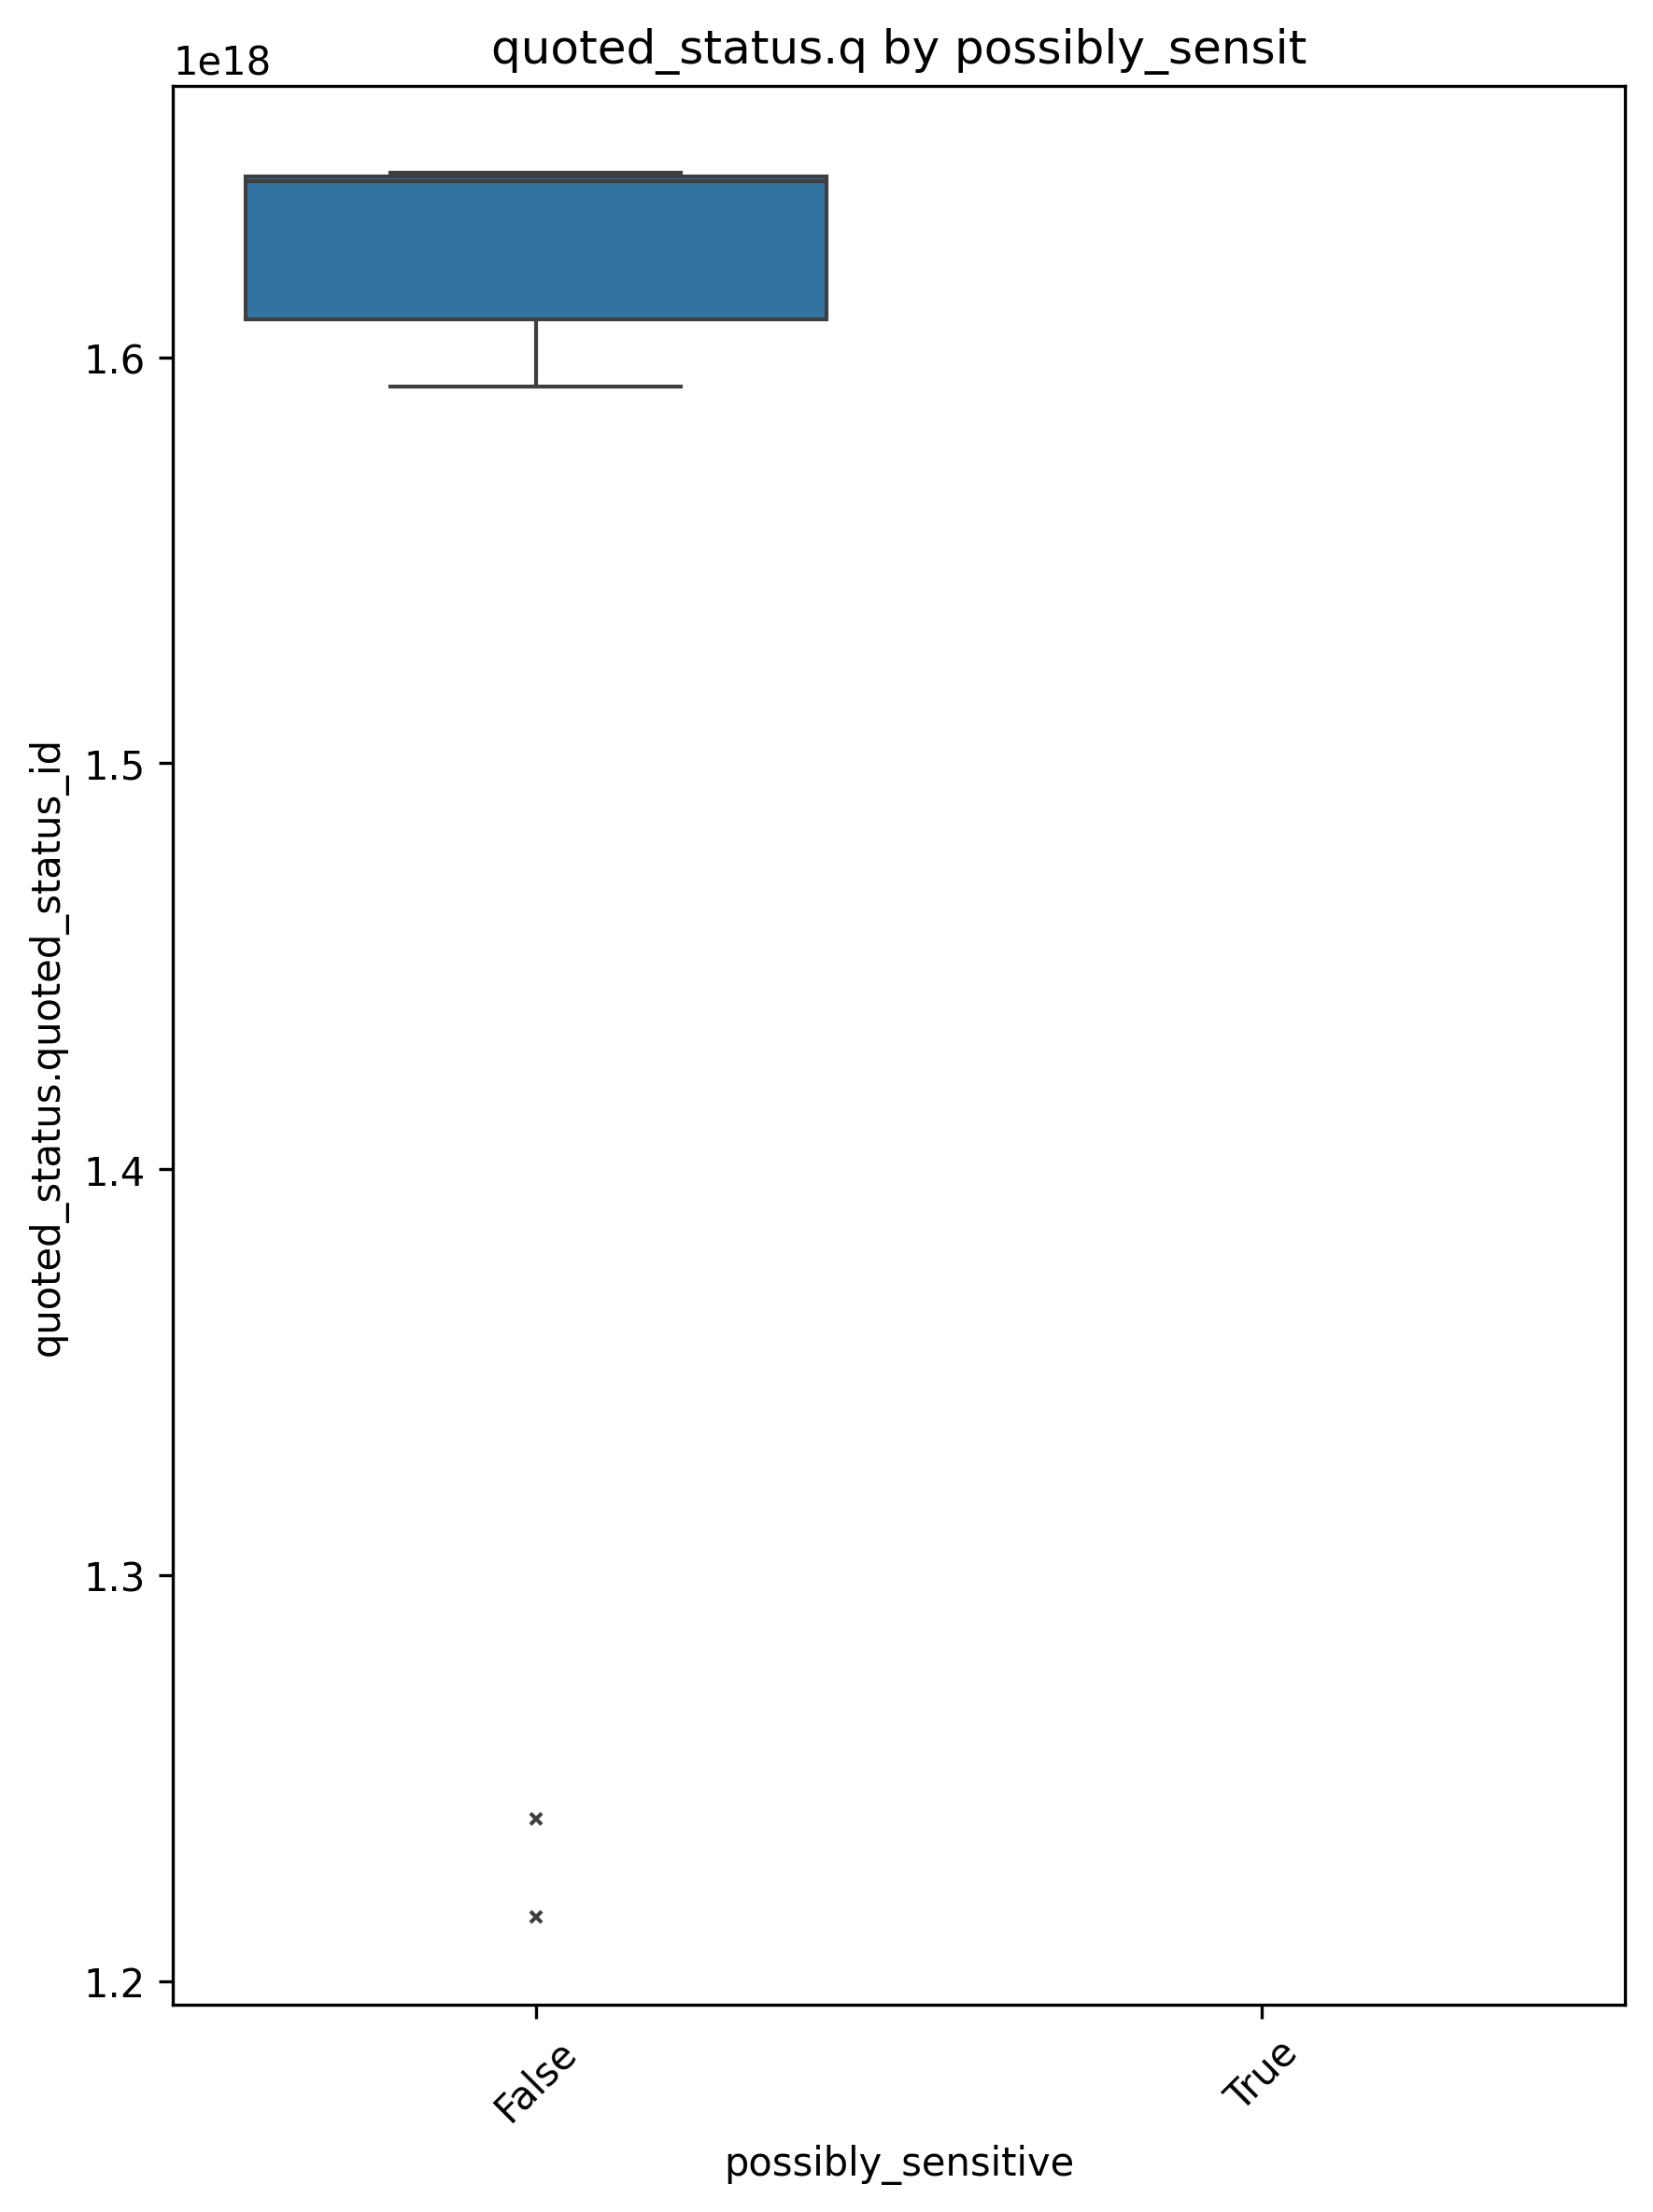 quoted_status.q by possibly_sensit
1e18
1.6
1.5
1.4
1.3
1.2
quoted_status.quoted_status_id
False
True
possibly_sensitive